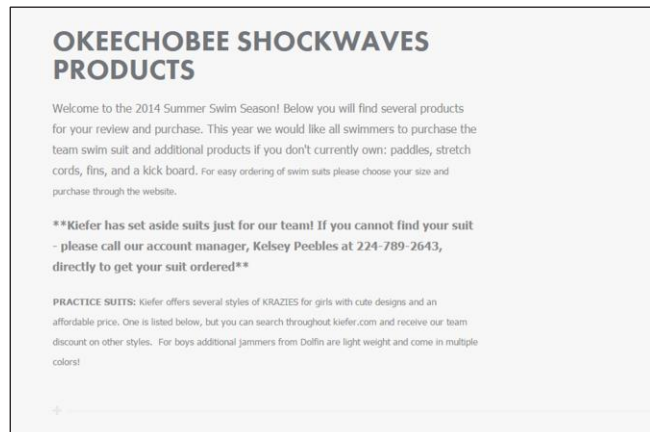 OKEECHOBEE SHOCKWAVES
PRODUCTS
Welcome to the 2014 Summer Swim Season! Below you will find several products
for your review and purchase. This year we would like all swimmers to purchase the
team swim suit and additional products if you don't currently own: paddles, stretch
cords, fins, and a kick board. For easy ordering of swim suits please choose your size and
purchase through the website.
**Kiefer has set aside suits just for our team! If you cannot find your suit
- please call our account manager, Kelsey Peebles at 224-789-2643,
directly to get your suit ordered**
PRACTICE SUITS: Kiefer offers several styles of KRAZIES for girls with cute designs and an
affordable price. One is listed below, but you can search throughout kiefer.com and receive our team
discount on other styles. For boys additional jammers from Dolfin are light weight and come in multiple
colors!